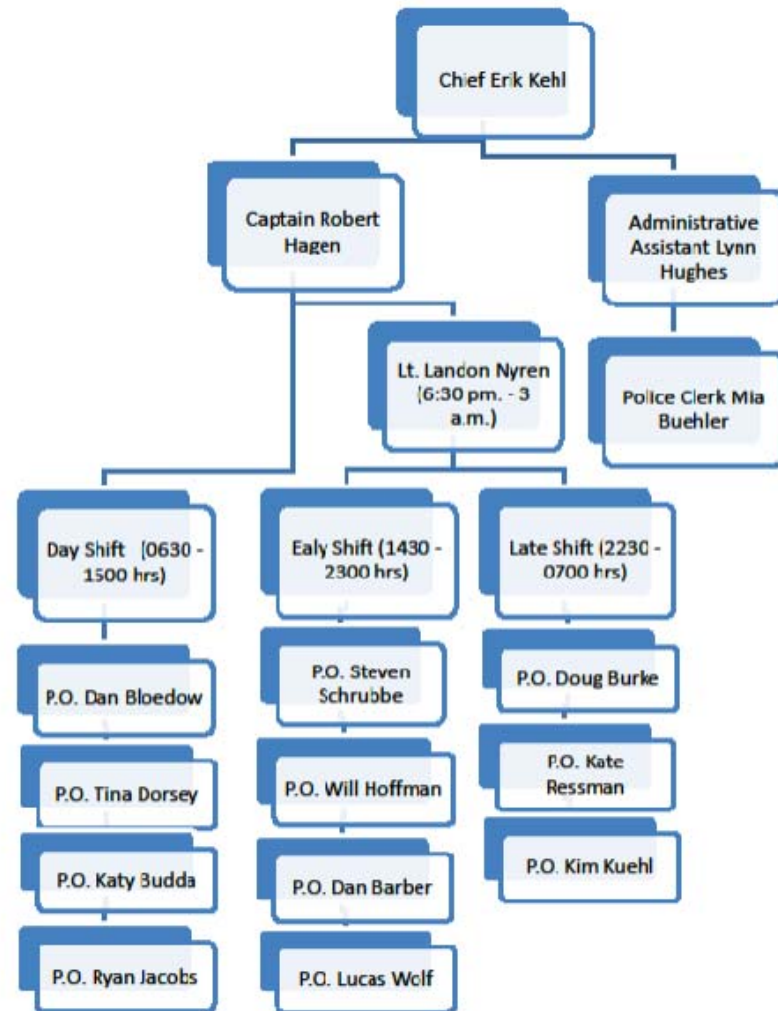 Chief Erik Kehl
Captain Robert
Hagen
Administrative
Assistant Lynn
Hughes
Lt. Landon Nyren
(6:30 pm. - 3
a.m.)
Police Clerk Mia
Buehler
Day Shift (0630 -
1500 hrs)
Ealy Shift (1430 -
2300 hrs)
Late Shift (2230 -
0700 hrs)
P.O. Dan Bloedow
P.O. Tina Dorsey
P.O. Katy Budda
P.O. Ryan Jacobs
P.O. Steven
Schrubbe
P.O. Will Hoffman
P.O. Dan Barber
P.O. Lucas Wolf
P.O. Doug Burke
P.O. Kate
Ressman
P.O. Kim Kuehl